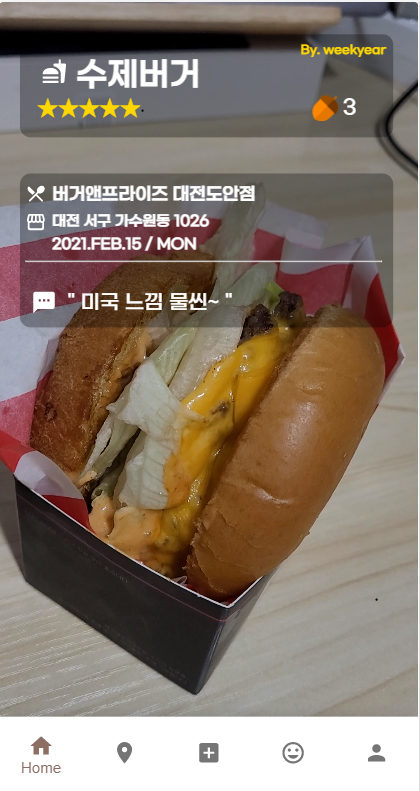 By. weekyear
수제버거
3
버거앤프라이즈 대전도안점
대전 서구 가수원동 1026
2021.FEB.15 / MON
" 미국 느낌 물씬~ "
Home